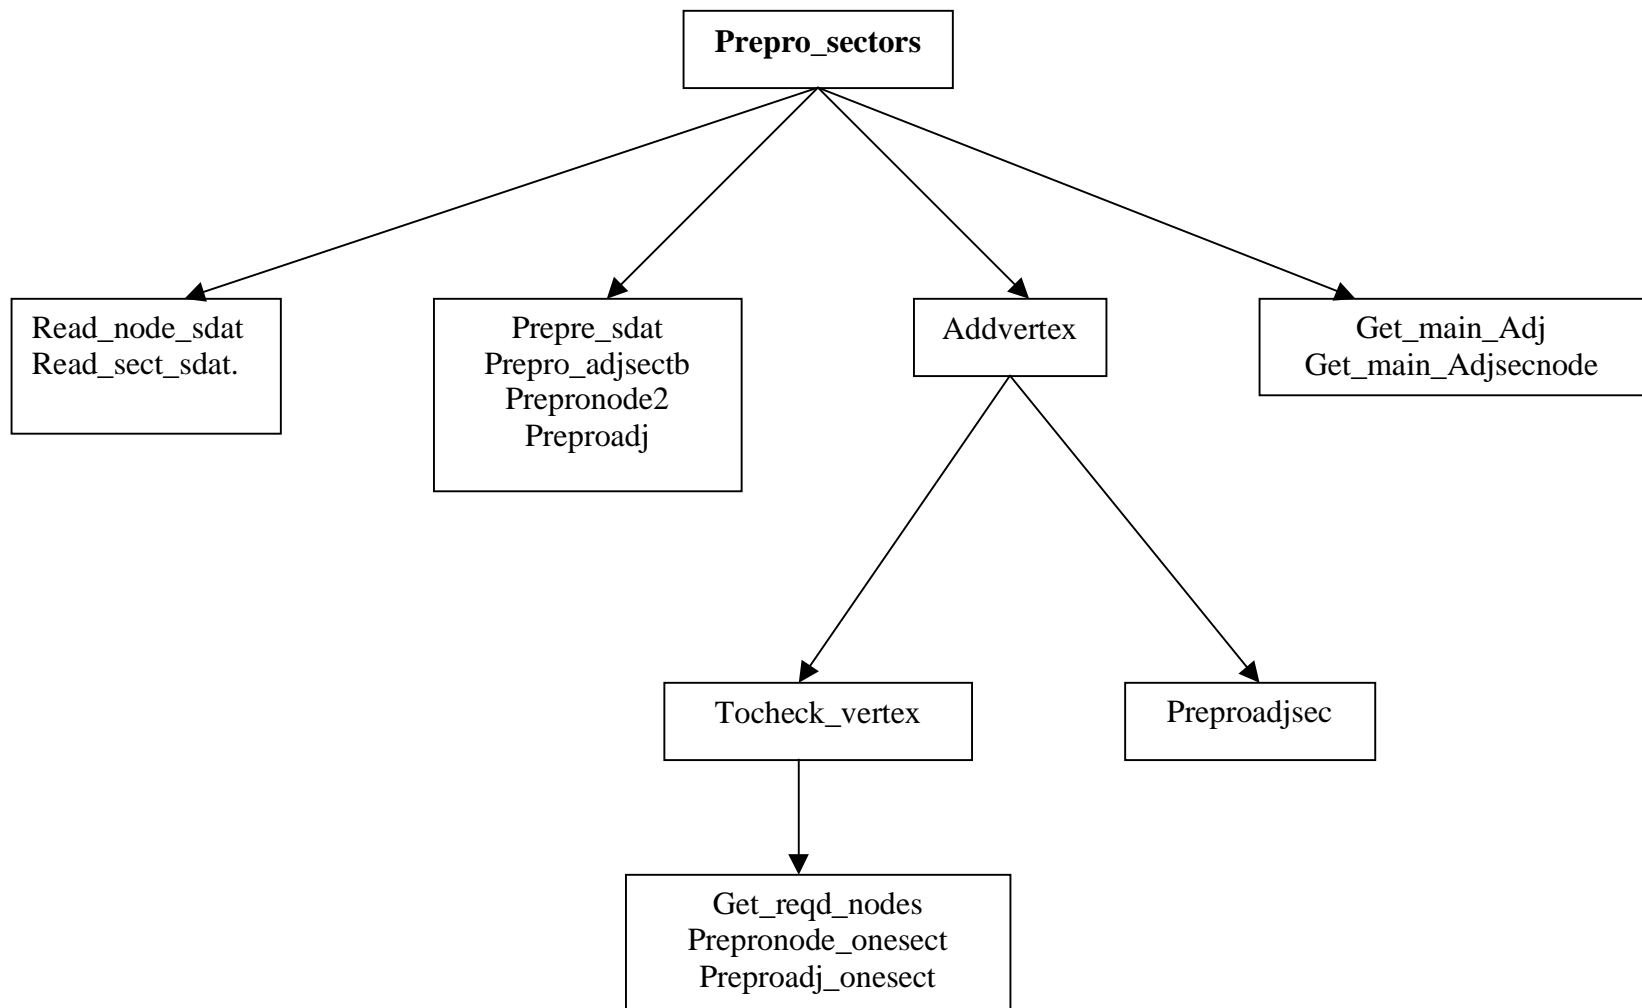 Prepro_sectors
Read_node_sdat
Read_sect_sdat.
Prepre_sdat
Prepro_adjsectb
Prepronode2
Preproadj
Addvertex
Get_main_Adj
Get_main_Adjsecnode
Tocheck_vertex
Preproadjsec
Get_reqd_nodes
Prepronode_onesect
Preproadj_onesect